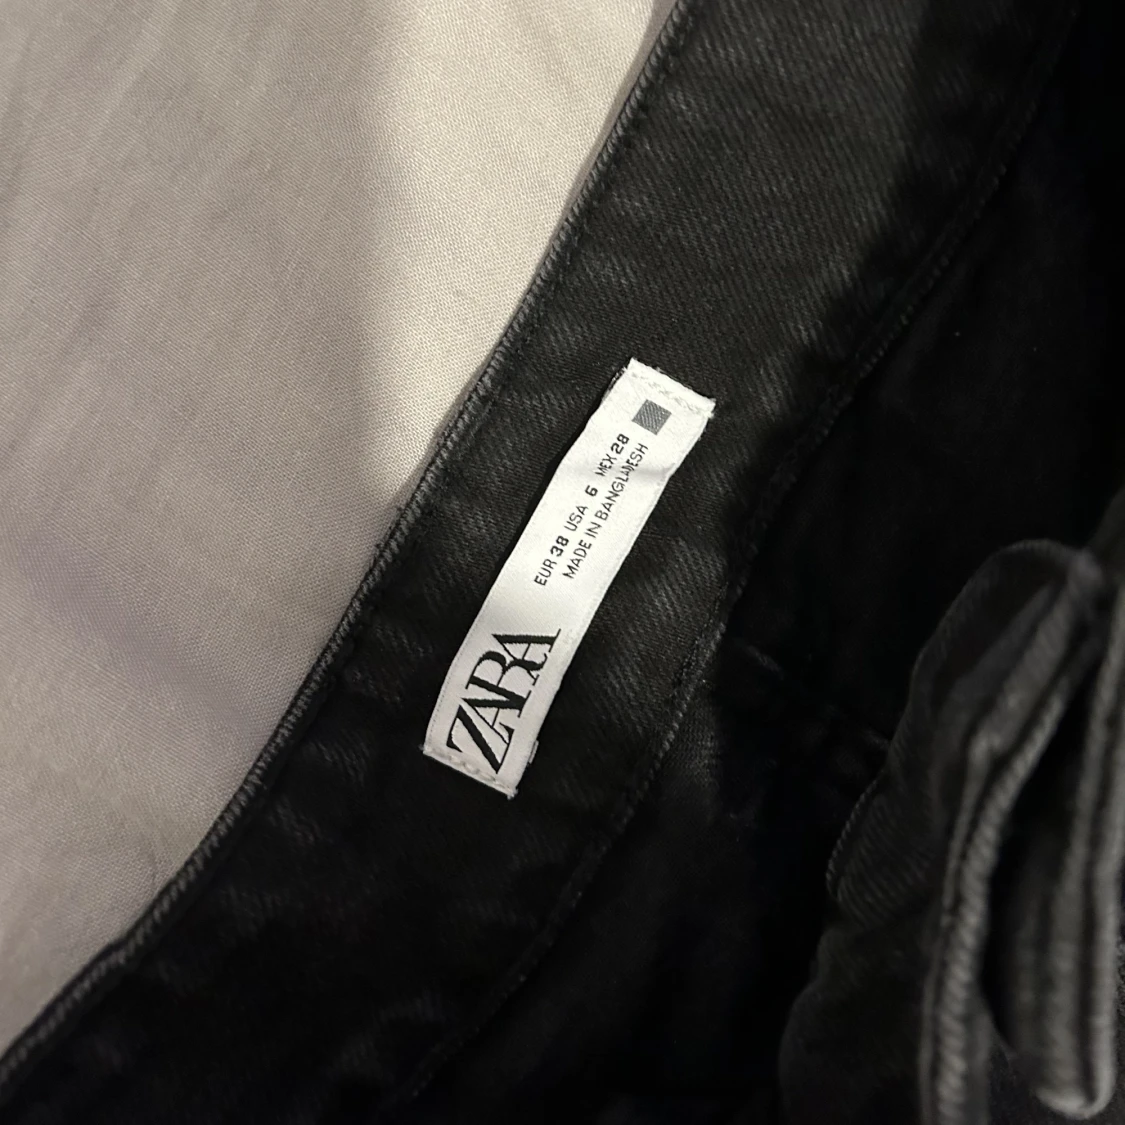 ZARA
EUR 38 USA 6 MEX 28
MADE IN BANGLADESH